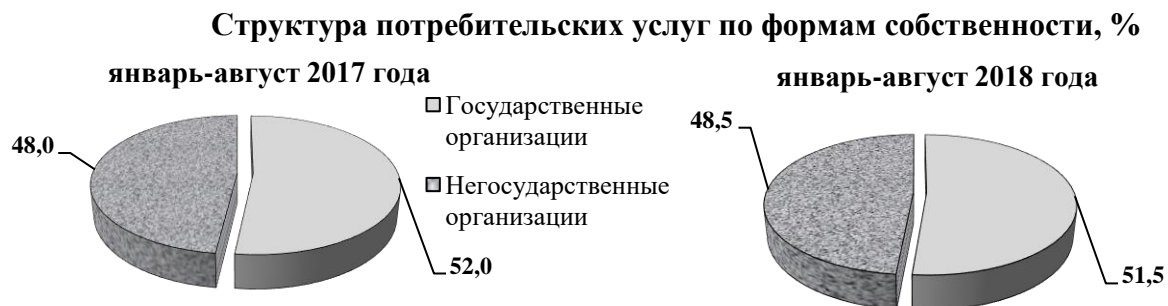 Структура потребительских услуг по формам собственности, %
январь-август 2017 года
январь-август 2018 года
Государственные
организации
Негосударственные
организации
48,0
52,0
48,5
51,5